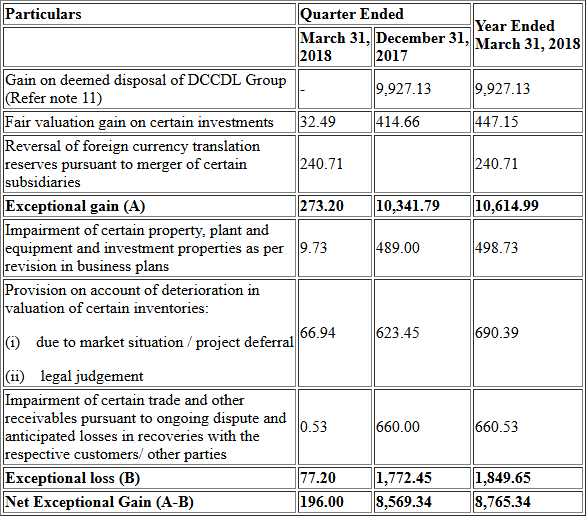 Particulars Quarter Ended Year Ended
March 31, 2018
March 31, 2018 December 31, 2017
Gain on deemed disposal of DCCDL Group
(Refer note 11) - 9,927.13 9,927.13
Fair valuation gain on certain investments 32.49 414.66 447.15
Reversal of foreign currency translation
reserves pursuant to merger of certain
subsidiaries 240.71 240.71
Exceptional gain (A) 273.20 10,341.79 10,614.99
Impairment of certain property, plant and
equipment and investment properties as per
revision in business plans 9.73 489.00 498.73
Provision on account of deterioration in
valuation of certain inventories:
(i) due to market situation / project deferral 66.94 623.45 690.39
(ii) legal judgement
Impairment of certain trade and other
receivables pursuant to ongoing dispute and
anticipated losses in recoveries with the
respective customers/ other parties 0.53 660.00 660.53
Exceptional loss (B) 77.20 1,772.45 1,849.65
Net Exceptional Gain (A-B) 196.00 8,569.34 8,765.34